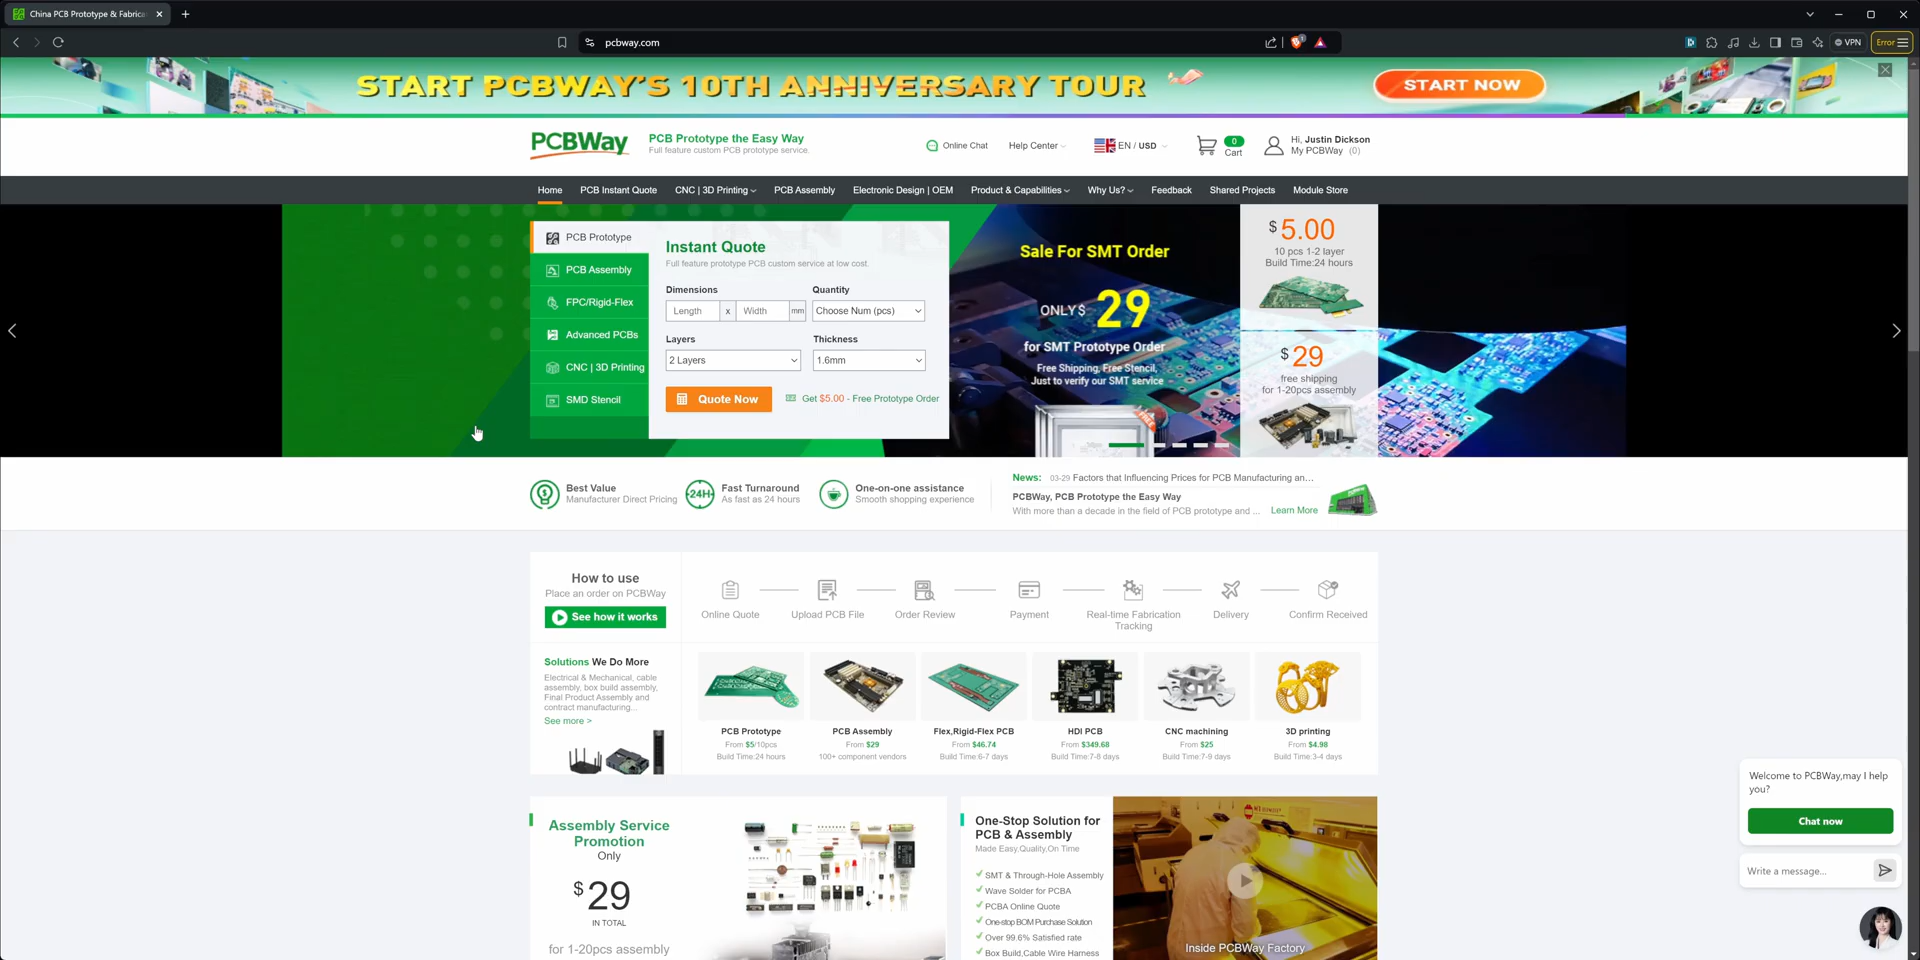 China PCB Prototype & Fabrica
pcbway.com
VPN
Error
START PCBWAY'S 10TH ANNIVERSARY TOUR
START NOW
PCBWay
PCB Prototype the Easy Way
Full feature custom PCB prototype service.
Online Chat
Help Center
EN / USD
0
Cart
Hi, Justin Dickson
My PCBWay (0)
Home
PCB Instant Quote
CNC | 3D Printing
PCB Assembly
Electronic Design | OEM
Product & Capabilities
Why Us?
Feedback
Shared Projects
Module Store
PCB Prototype
PCB Assembly
FPC/Rigid-Flex
Advanced PCBs
CNC | 3D Printing
SMD Stencil
Instant Quote
Full feature prototype PCB custom service at low cost.
Dimensions
Quantity
Length x Width mm
Choose Num (pcs)
Layers
Thickness
2 Layers
1.6mm
Quote Now
Get $5.00 - Free Prototype Order
Sale For SMT Order
ONLY$ 29
for SMT Prototype Order
Free Shipping, Free Stencil,
Just to verify our SMT service
FREE
$5.00
10 pcs 1-2 layer
Build Time:24 hours
$29
free shipping
for 1-20pcs assembly
Best Value
Manufacturer Direct Pricing
24H
Fast Turnaround
As fast as 24 hours
One-on-one assistance
Smooth shopping experience
News: 03-29 Factors that Influencing Prices for PCB Manufacturing an...
PCBWay, PCB Prototype the Easy Way
With more than a decade in the field of PCB prototype and ... Learn More
How to use
Place an order on PCBWay
See how it works
Online Quote
Upload PCB File
Order Review
Payment
Real-time Fabrication
Tracking
Delivery
Confirm Received
Solutions We Do More
Electrical & Mechanical, cable
assembly, box build assembly,
Final Product Assembly and
contract manufacturing...
See more >
PCB Prototype
From $5/10pcs
Build Time:24 hours
PCB Assembly
From $29
100+ component vendors
Flex,Rigid-Flex PCB
From $46.74
Build Time:6-7 days
HDI PCB
From $349.68
Build Time:7-8 days
CNC machining
From $25
Build Time:7-9 days
3D printing
From $4.98
Build Time:3-4 days
Assembly Service
Promotion
Only
$29
IN TOTAL
for 1-20pcs assembly
One-Stop Solution for
PCB & Assembly
Made Easy,Quality,On Time
SMT & Through-Hole Assembly
Wave Solder for PCBA
PCBA Online Quote
One-stop BOM Purchase Solution
Over 99.6% Satisfied rate
Box Build,Cable Wire Harness
Inside PCBWay Factory
Welcome to PCBWay,may I help
you?
Chat now
Write a message...